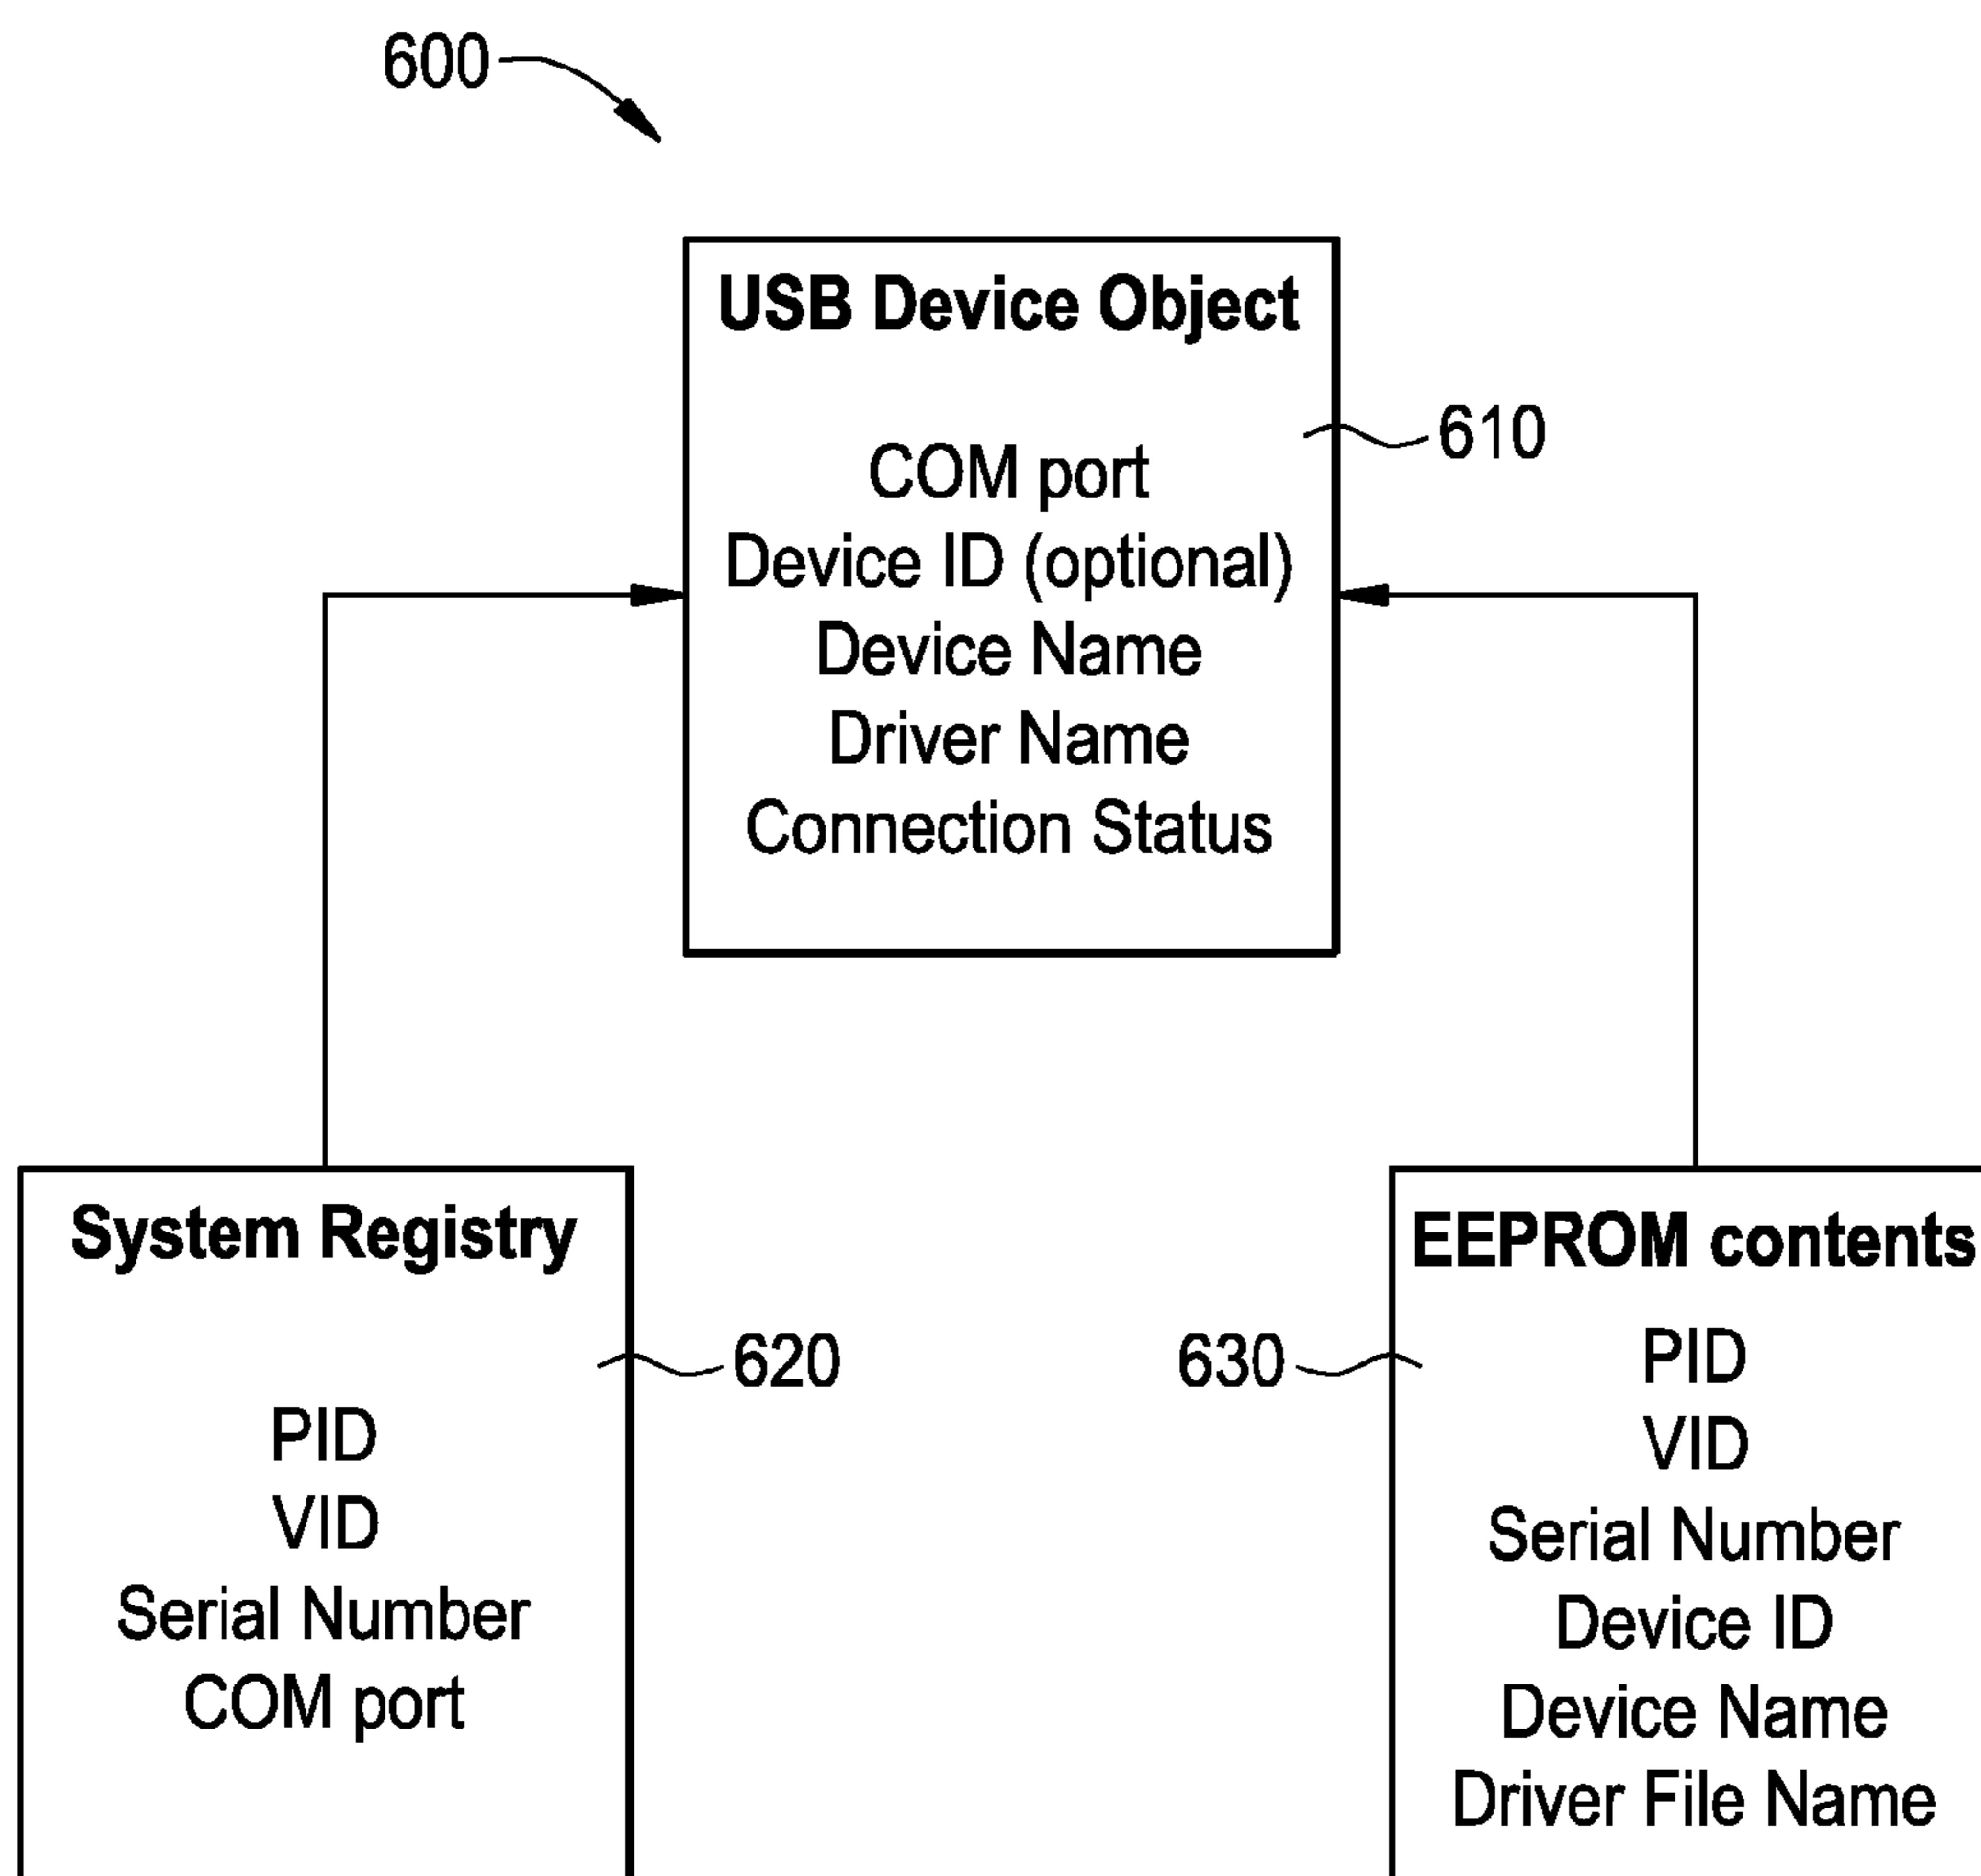 600
USB Device Object
COM port
Device ID (optional)
Device Name
Driver Name
Connection Status
610
System Registry
PID
VID
Serial Number
COM port
620
630
EEPROM contents
PID
VID
Serial Number
Device ID
Device Name
Driver File Name